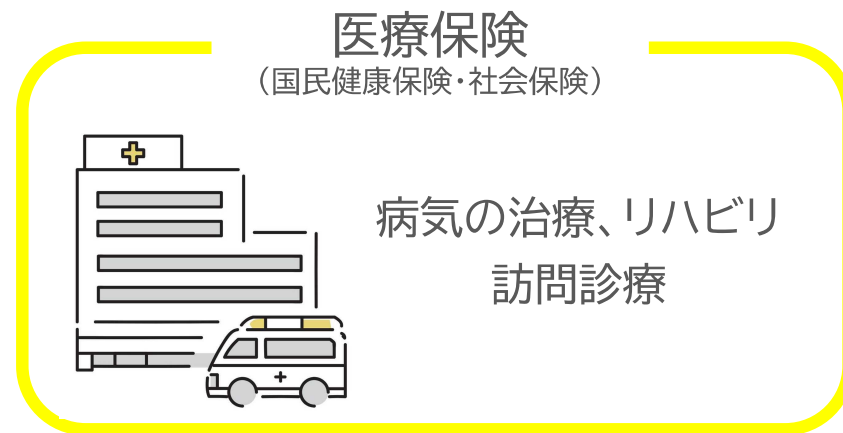 医療保険
（国民健康保険・社会保険）
病気の治療、リハビリ
訪問診療